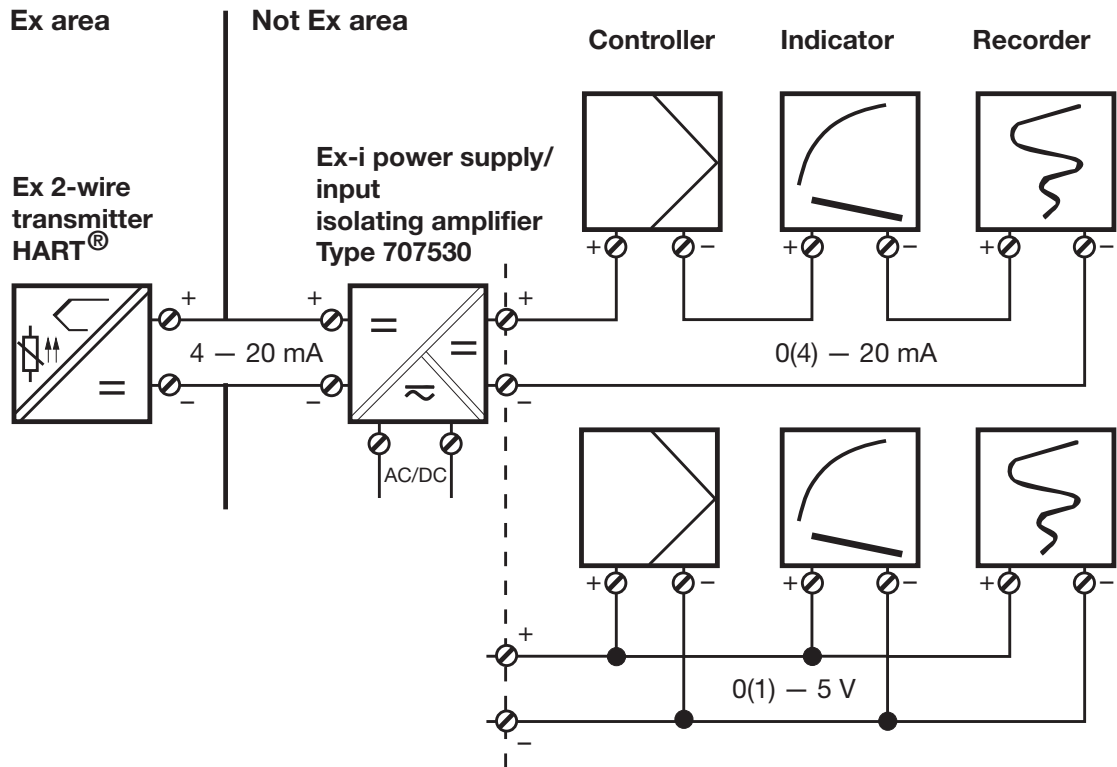 Ex area
Not Ex area
Controller
Indicator
Recorder
Ex-i power supply/
input
isolating amplifier
Type 707530
Ex 2-wire
transmitter
HART®
+ −
+ −
+ −
+
+
+
4 — 20 mA
0(4) — 20 mA
−
−
−
AC/DC
+ −
+ −
+ −
+
0(1) — 5 V
−